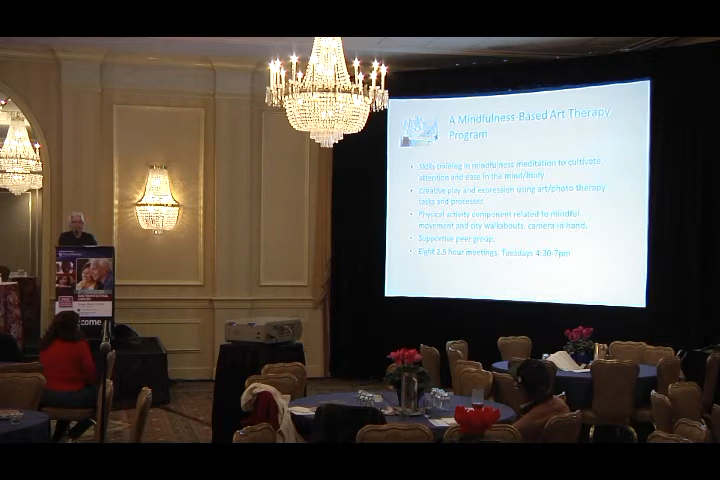 A Mindfulness-Based Art Therapy
Program
• Skills training in mindfulness meditation to cultivate
attention and ease in the mind/body
• Creative play and expression using art/photo therapy
tasks and processes
• Physical activity component related to mindful
movement and city walkabouts, camera in hand.
• Supportive peer group.
• Eight 2.5 hour meetings, Tuesdays 4:30-7pm